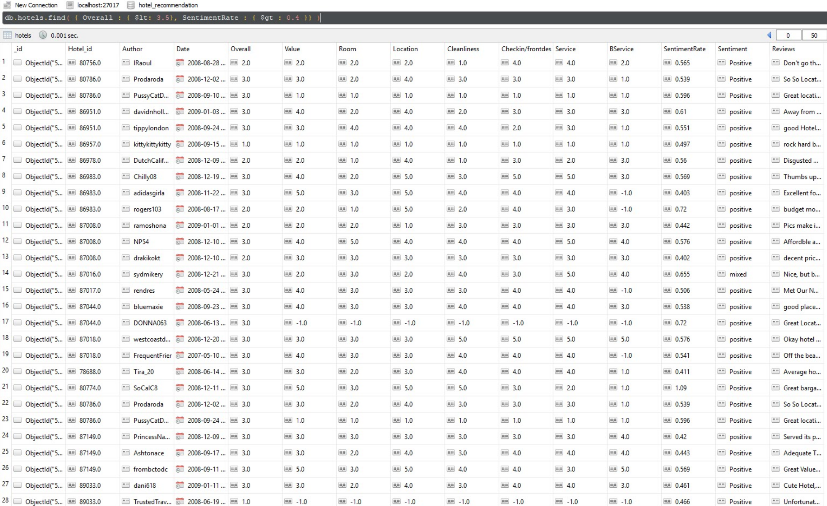 New Connection localhost:27017 hotel_recommendation
db.hotels.find( { Overall : { $lt: 3.5}, SentimentRate : { $gt : 0.4 }} )
hotels 0.001 sec. 0 50
_id Hotel_id Author Date Overall Value Room Location Cleanliness Checkin/frontdes Service BService SentimentRate Sentiment Reviews
1 ObjectId("5... 80756.0 IRaoul 2008-08-28 ... 2.0 2.0 2.0 2.0 1.0 4.0 4.0 2.0 0.565 Positive Don't go th...
2 ObjectId("5... 80786.0 Prodaroda 2008-12-02 ... 3.0 3.0 2.0 4.0 3.0 3.0 2.0 1.0 0.539 Positive So So Locat...
3 ObjectId("5... 80786.0 PussyCatD... 2008-09-24 ... 3.0 1.0 1.0 1.0 1.0 1.0 1.0 1.0 0.596 Positive Great locati...
4 ObjectId("5... 86951.0 davidnholl... 2009-01-03 ... 3.0 4.0 2.0 4.0 2.0 3.0 3.0 3.0 0.61 positive Away from ...
5 ObjectId("5... 86951.0 tippylondon 2008-09-24 ... 3.0 3.0 4.0 4.0 4.0 2.0 3.0 1.0 0.551 positive good Hotel...
6 ObjectId("5... 86957.0 kittykittykitty 2008-09-15 ... 1.0 1.0 1.0 1.0 1.0 1.0 1.0 1.0 0.497 positive rock hard b...
7 ObjectId("5... 86978.0 DutchCalif... 2008-12-09 ... 2.0 2.0 1.0 4.0 1.0 3.0 2.0 3.0 0.56 positive Disgusted ...
8 ObjectId("5... 86983.0 Chilly08 2008-12-19 ... 3.0 4.0 2.0 5.0 3.0 5.0 5.0 3.0 0.669 positive Thumbs up...
9 ObjectId("5... 86983.0 adidasgirla 2008-11-22 ... 3.0 5.0 3.0 5.0 4.0 4.0 4.0 -1.0 0.403 positive Excellent fo...
10 ObjectId("5... 86983.0 rogers103 2008-08-17 ... 2.0 2.0 1.0 5.0 2.0 4.0 3.0 -1.0 0.72 positive budget mo...
11 ObjectId("5... 87008.0 ramoshona 2009-01-01 ... 2.0 2.0 2.0 4.0 2.0 4.0 3.0 3.0 0.442 positive Pics make i...
12 ObjectId("5... 87008.0 NP54 2008-12-10 ... 3.0 4.0 5.0 4.0 4.0 4.0 5.0 4.0 0.576 positive Affordble a...
13 ObjectId("5... 87008.0 drakikokt 2008-12-10 ... 2.0 3.0 3.0 3.0 3.0 3.0 3.0 3.0 0.402 positive decent pric...
14 ObjectId("5... 87016.0 sydmikery 2008-12-21 ... 3.0 2.0 2.0 4.0 3.0 3.0 5.0 4.0 0.655 mixed Nice, but b...
15 ObjectId("5... 87017.0 rendres 2008-05-24 ... 3.0 3.0 3.0 4.0 4.0 4.0 4.0 -1.0 0.506 positive Met Our N...
16 ObjectId("5... 87044.0 bluemaxie 2008-09-23 ... 3.0 3.0 3.0 4.0 4.0 4.0 4.0 3.0 0.538 positive good place...
17 ObjectId("5... 87044.0 DONNA063 2008-06-13 ... 3.0 -1.0 -1.0 -1.0 -1.0 -1.0 -1.0 -1.0 0.72 positive Great Locat...
18 ObjectId("5... 87018.0 westcoastd... 2008-12-20 ... 3.0 3.0 3.0 3.0 5.0 5.0 5.0 5.0 0.576 positive Okay hotel ...
19 ObjectId("5... 87018.0 FrequentFrier 2007-05-10 ... 3.0 4.0 3.0 3.0 4.0 4.0 4.0 -1.0 0.541 positive Off the bea...
20 ObjectId("5... 78688.0 Tira_20 2008-06-14 ... 3.0 2.0 3.0 4.0 2.0 3.0 4.0 2.0 0.411 Positive Average ho...
21 ObjectId("5... 80774.0 SoCalC8 2008-12-11 ... 3.0 5.0 3.0 5.0 5.0 3.0 2.0 1.0 1.09 Positive Great barga...
22 ObjectId("5... 80786.0 Prodaroda 2008-12-02 ... 3.0 3.0 2.0 4.0 3.0 3.0 4.0 1.0 0.539 Positive So So Locat...
23 ObjectId("5... 80786.0 PussyCatD... 2008-09-24 ... 3.0 1.0 1.0 1.0 1.0 1.0 1.0 1.0 0.596 Positive Great locati...
24 ObjectId("5... 87149.0 PrincessNa... 2008-12-09 ... 3.0 3.0 3.0 3.0 3.0 3.0 3.0 4.0 0.42 Positive Served its p...
25 ObjectId("5... 87149.0 Ashtonace 2008-09-17 ... 3.0 3.0 2.0 4.0 3.0 4.0 4.0 4.0 0.443 Positive Adequate T...
26 ObjectId("5... 87149.0 frombctodc 2008-09-11 ... 3.0 5.0 3.0 5.0 4.0 3.0 3.0 5.0 0.569 Positive Great Value...
27 ObjectId("5... 89033.0 dani618 2009-01-11 ... 3.0 3.0 2.0 4.0 3.0 4.0 3.0 -1.0 0.461 Positive Cute Hotel,...
28 ObjectId("5... 89033.0 TrustedTrav... 2008-06-19 ... 1.0 -1.0 -1.0 -1.0 -1.0 -1.0 -1.0 -1.0 0.466 Positive Unfortunat...